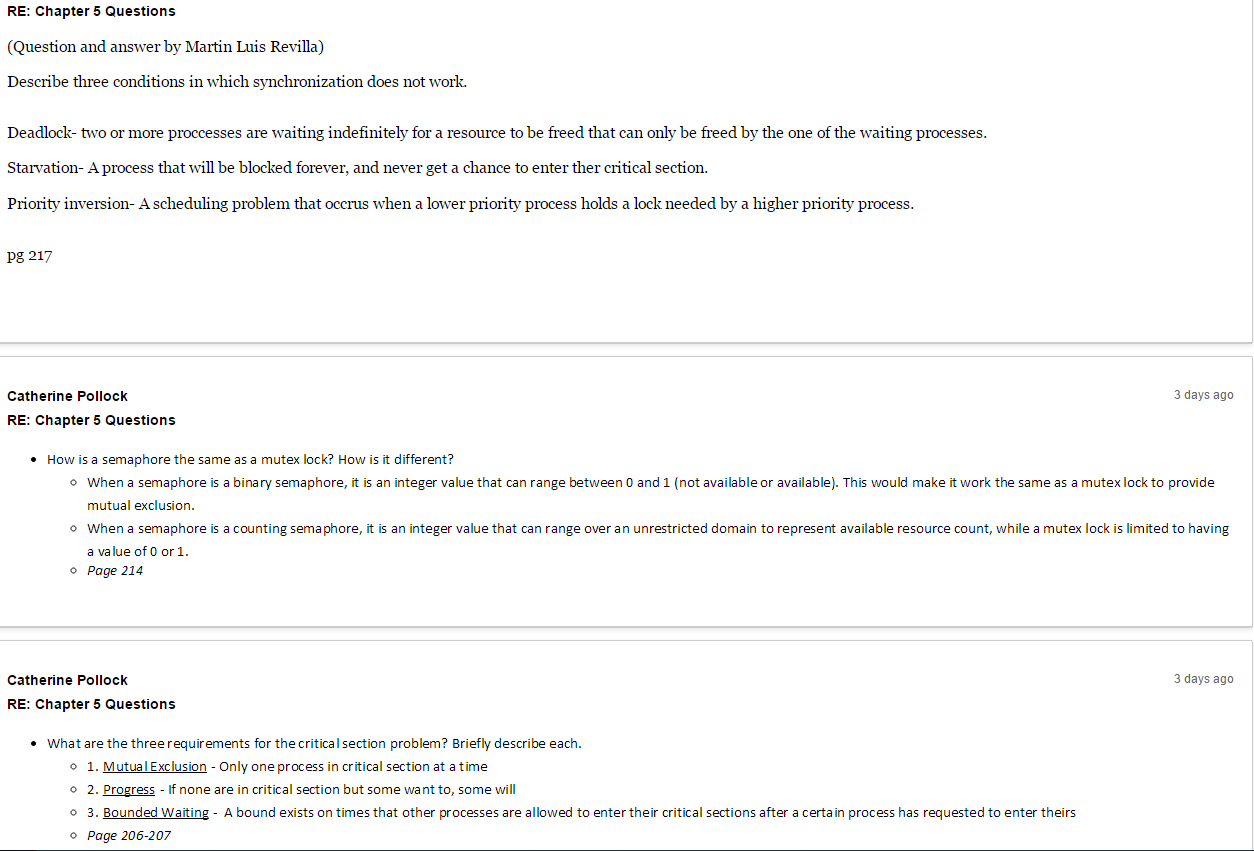 RE: Chapter 5 Questions
(Question and answer by Martin Luis Revilla)
Describe three conditions in which synchronization does not work.
Deadlock- two or more proccesses are waiting indefinitely for a resource to be freed that can only be freed by the one of the waiting processes.
Starvation- A process that will be blocked forever, and never get a chance to enter ther critical section.
Priority inversion- A scheduling problem that occrus when a lower priority process holds a lock needed by a higher priority process.
pg 217
Catherine Pollock 3 days ago
RE: Chapter 5 Questions
• How is a semaphore the same as a mutex lock? How is it different?
○ When a semaphore is a binary semaphore, it is an integer value that can range between 0 and 1 (not available or available). This would make it work the same as a mutex lock to provide
mutual exclusion.
○ When a semaphore is a counting semaphore, it is an integer value that can range over an unrestricted domain to represent available resource count, while a mutex lock is limited to having
a value of 0 or 1.
○ Page 214
Catherine Pollock 3 days ago
RE: Chapter 5 Questions
• What are the three requirements for the critical section problem? Briefly describe each.
○ 1. Mutual Exclusion - Only one process in critical section at a time
○ 2. Progress - If none are in critical section but some want to, some will
○ 3. Bounded Waiting - A bound exists on times that other processes are allowed to enter their critical sections after a certain process has requested to enter theirs
○ Page 206-207